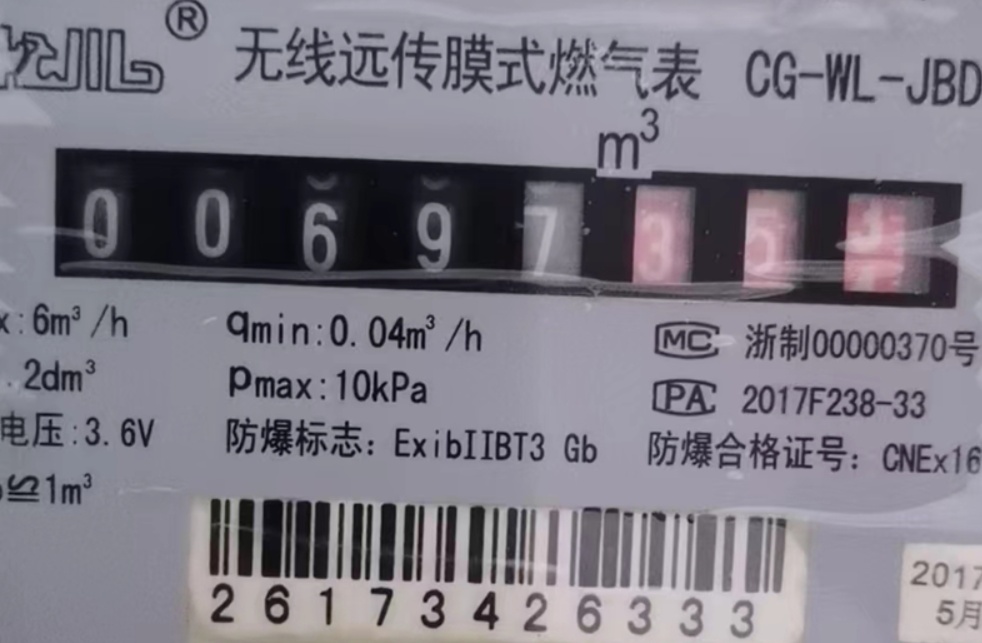 ®
无线远传膜式燃气表 CG-WL-JBD
m³
0069735
x:6m³/h qmin:0.04m³/h MC 浙制00000370号
.2dm³ pmax:10kPa PA 2017F238-33
电压:3.6V 防爆标志：ExibIIBT3 Gb 防爆合格证号：CNEx16
≌1m³
26173426333
2017
5月